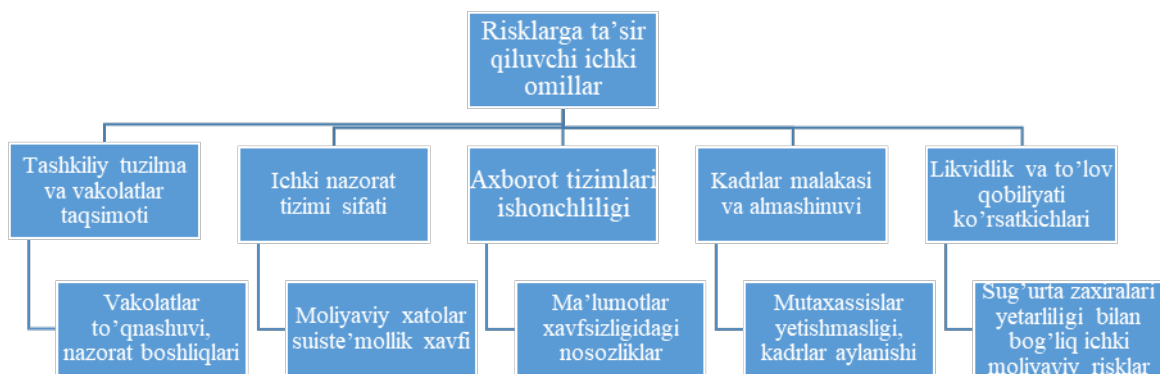 Risklarga ta’sir
qiluvchi ichki
omillar
Tashkiliy tuzilma
va vakolatlar
taqsimoti
Ichki nazorat
tizimi sifati
Axborot tizimlari
ishonchliligi
Kadrlar malakasi
va almashinuvi
Likvidlik va to’lov
qobiliyati
ko’rsatkichlari
Vakolatlar
to’qnashuvi,
nazorat boshliqlari
Moliyaviy xatolar
suiste’mollik xavfi
Ma’lumotlar
xavfsizligidagi
nosozliklar
Mutaxassislar
yetishmasligi,
kadrlar aylanishi
Sug’urta zaxiralari
yetarliligi bilan
bog’liq ichki
moliyaviy risklar